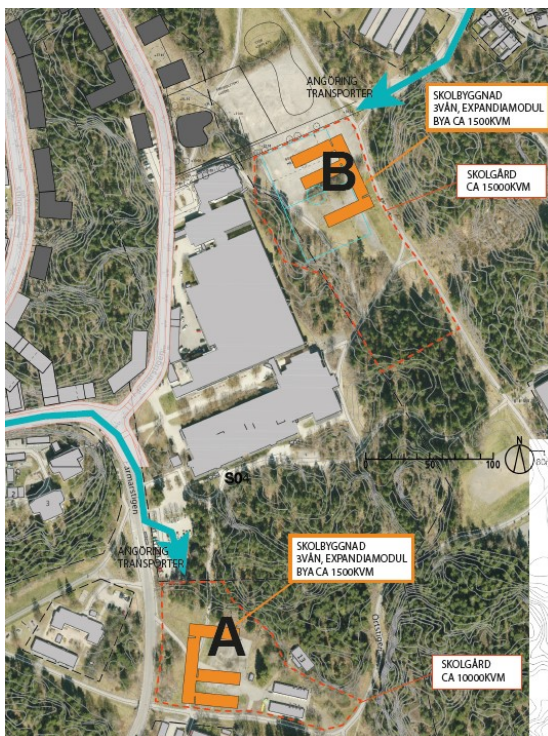 ANGÖRING
TRANSPORTER
SKOLBYGGNAD
3VÅN, EXPANDIAMODUL
BYA CA 1500KVM
B
SKOLGÅRD
CA 15000KVM
N
0
50
100
S04
ANGÖRING
TRANSPORTER
SKOLBYGGNAD
3VÅN, EXPANDIAMODUL
BYA CA 1500KVM
A
SKOLGÅRD
CA 10000KVM